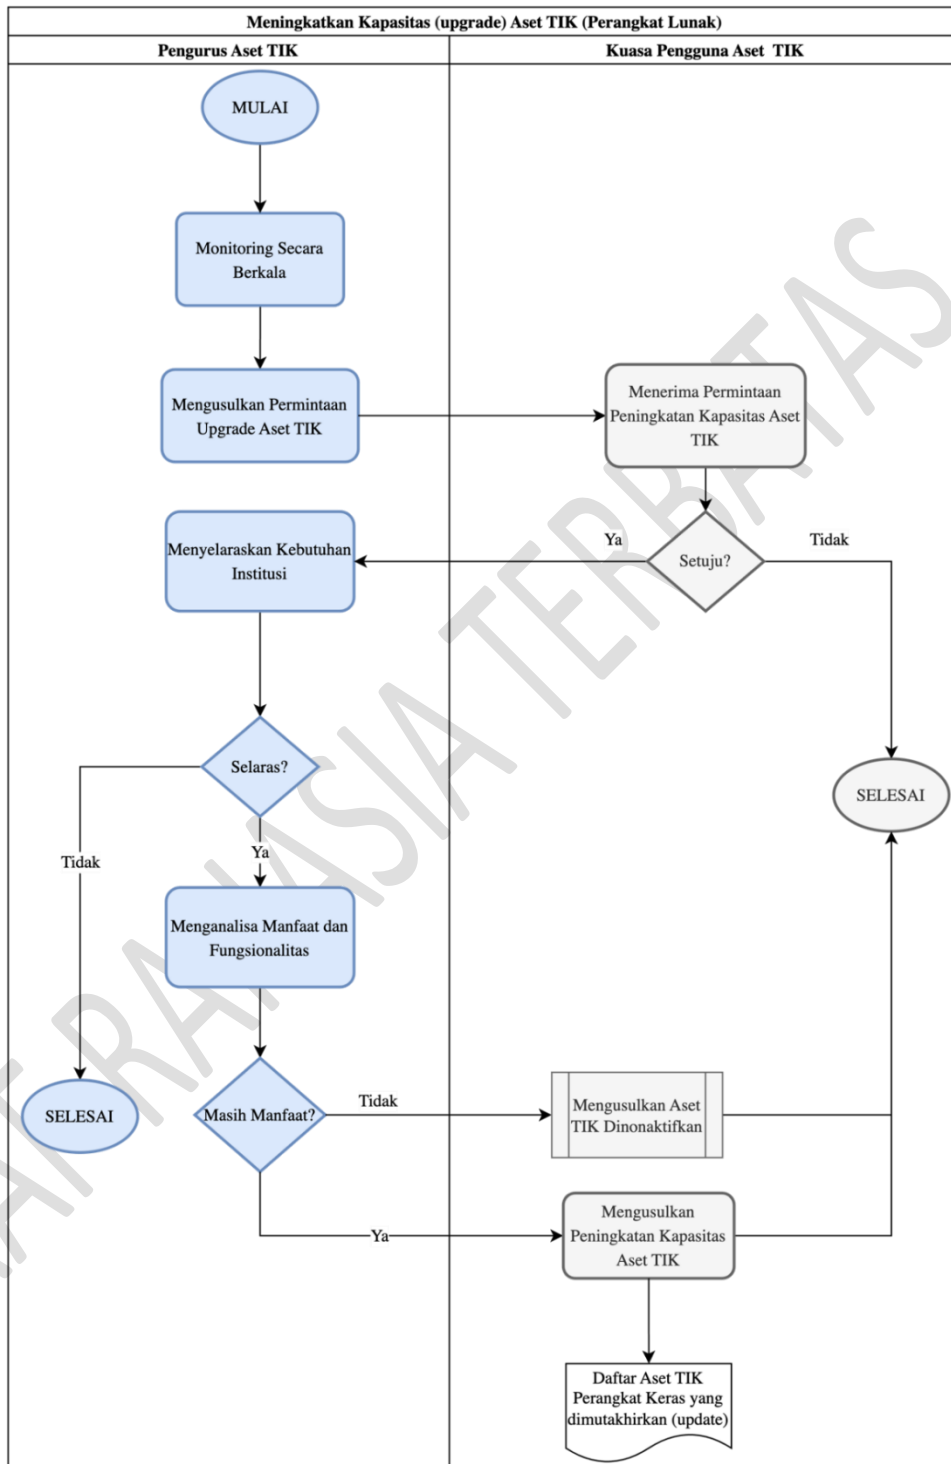 Meningkatkan Kapasitas (upgrade) Aset TIK (Perangkat Lunak)
Pengurus Aset TIK
Kuasa Pengguna Aset TIK
MULAI
Monitoring Secara
Berkala
Mengusulkan Permintaan
Upgrade Aset TIK
Menerima Permintaan
Peningkatan Kapasitas Aset
TIK
Menyelaraskan Kebutuhan
Institusi
Ya
Setuju?
Tidak
Selaras?
SELESAI
Tidak
Ya
Menganalisa Manfaat dan
Fungsionalitas
SELESAI
Masih Manfaat?
Tidak
Mengusulkan Aset
TIK Dinonaktifkan
Ya
Mengusulkan
Peningkatan Kapasitas
Aset TIK
Daftar Aset TIK
Perangkat Keras yang
dimutakhirkan (update)
TERBATAS